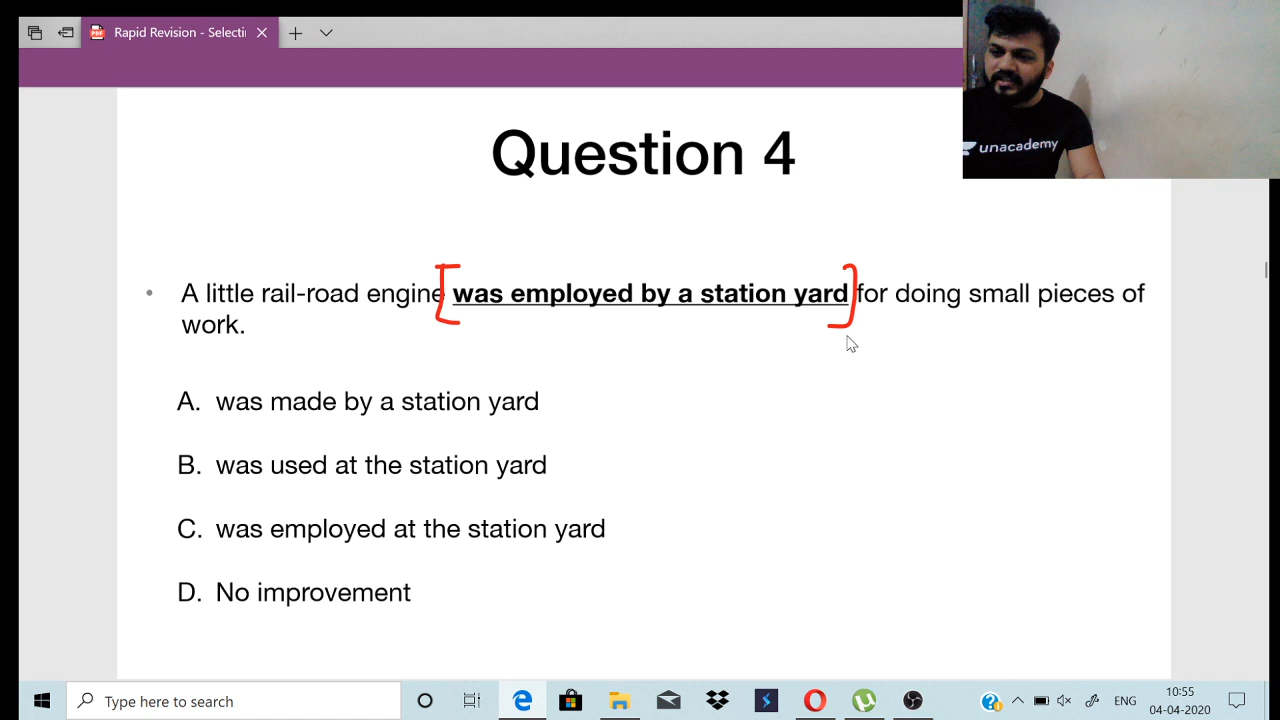 Rapid Revision - Selecti
unacademy
Question 4
• A little rail-road engine was employed by a station yard for doing small pieces of
work.
A. was made by a station yard
B. was used at the station yard
C. was employed at the station yard
D. No improvement
Type here to search
ENG
10:55
04-04-2020